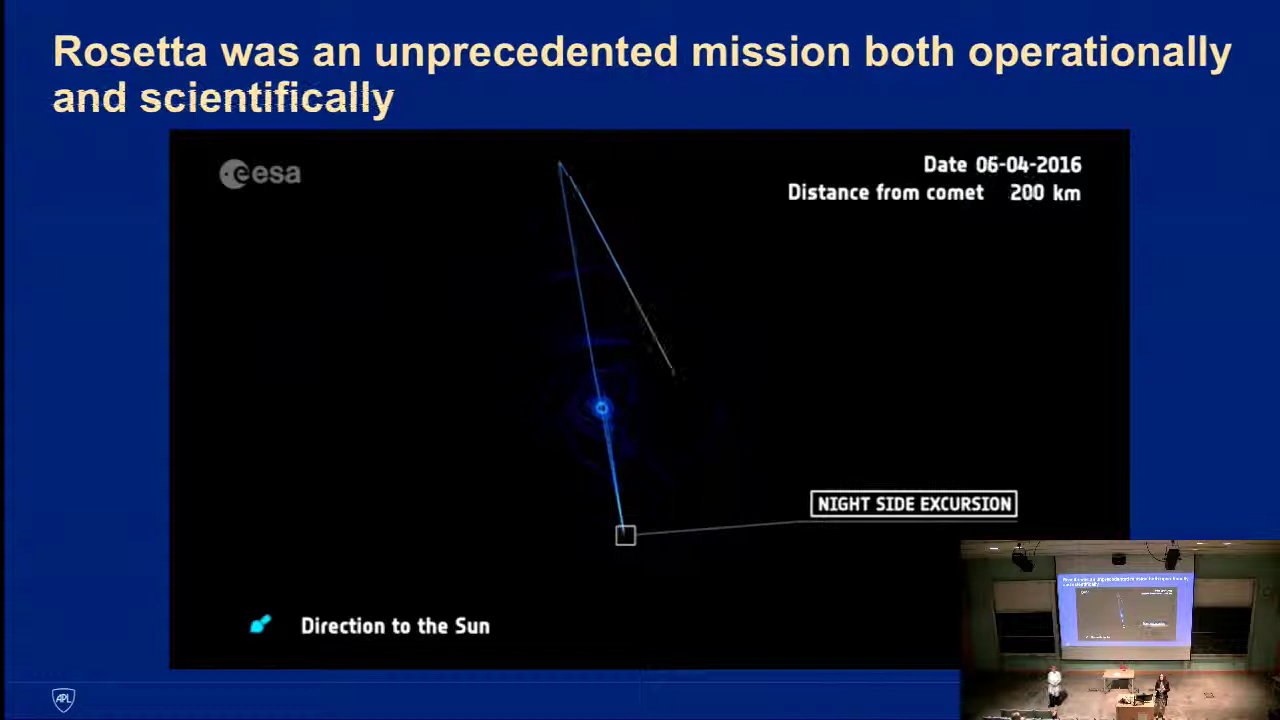 Rosetta was an unprecedented mission both operationally
and scientifically
esa
Date 06-04-2016
Distance from comet 200 km
NIGHT SIDE EXCURSION
Direction to the Sun
APL